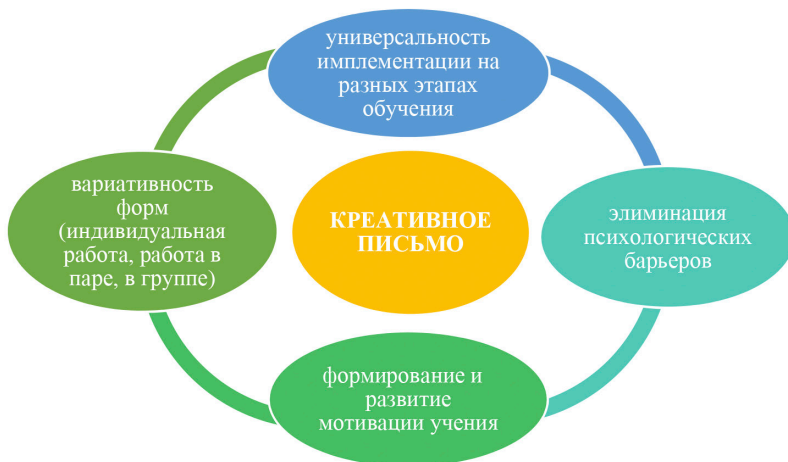 универсальность
имплементации на
разных этапах
обучения
вариативность
форм
(индивидуальная
работа, работа в
паре, в группе)
КРЕАТИВНОЕ
ПИСЬМО
элиминация
психологических
барьеров
формирование и
развитие
мотивации учения